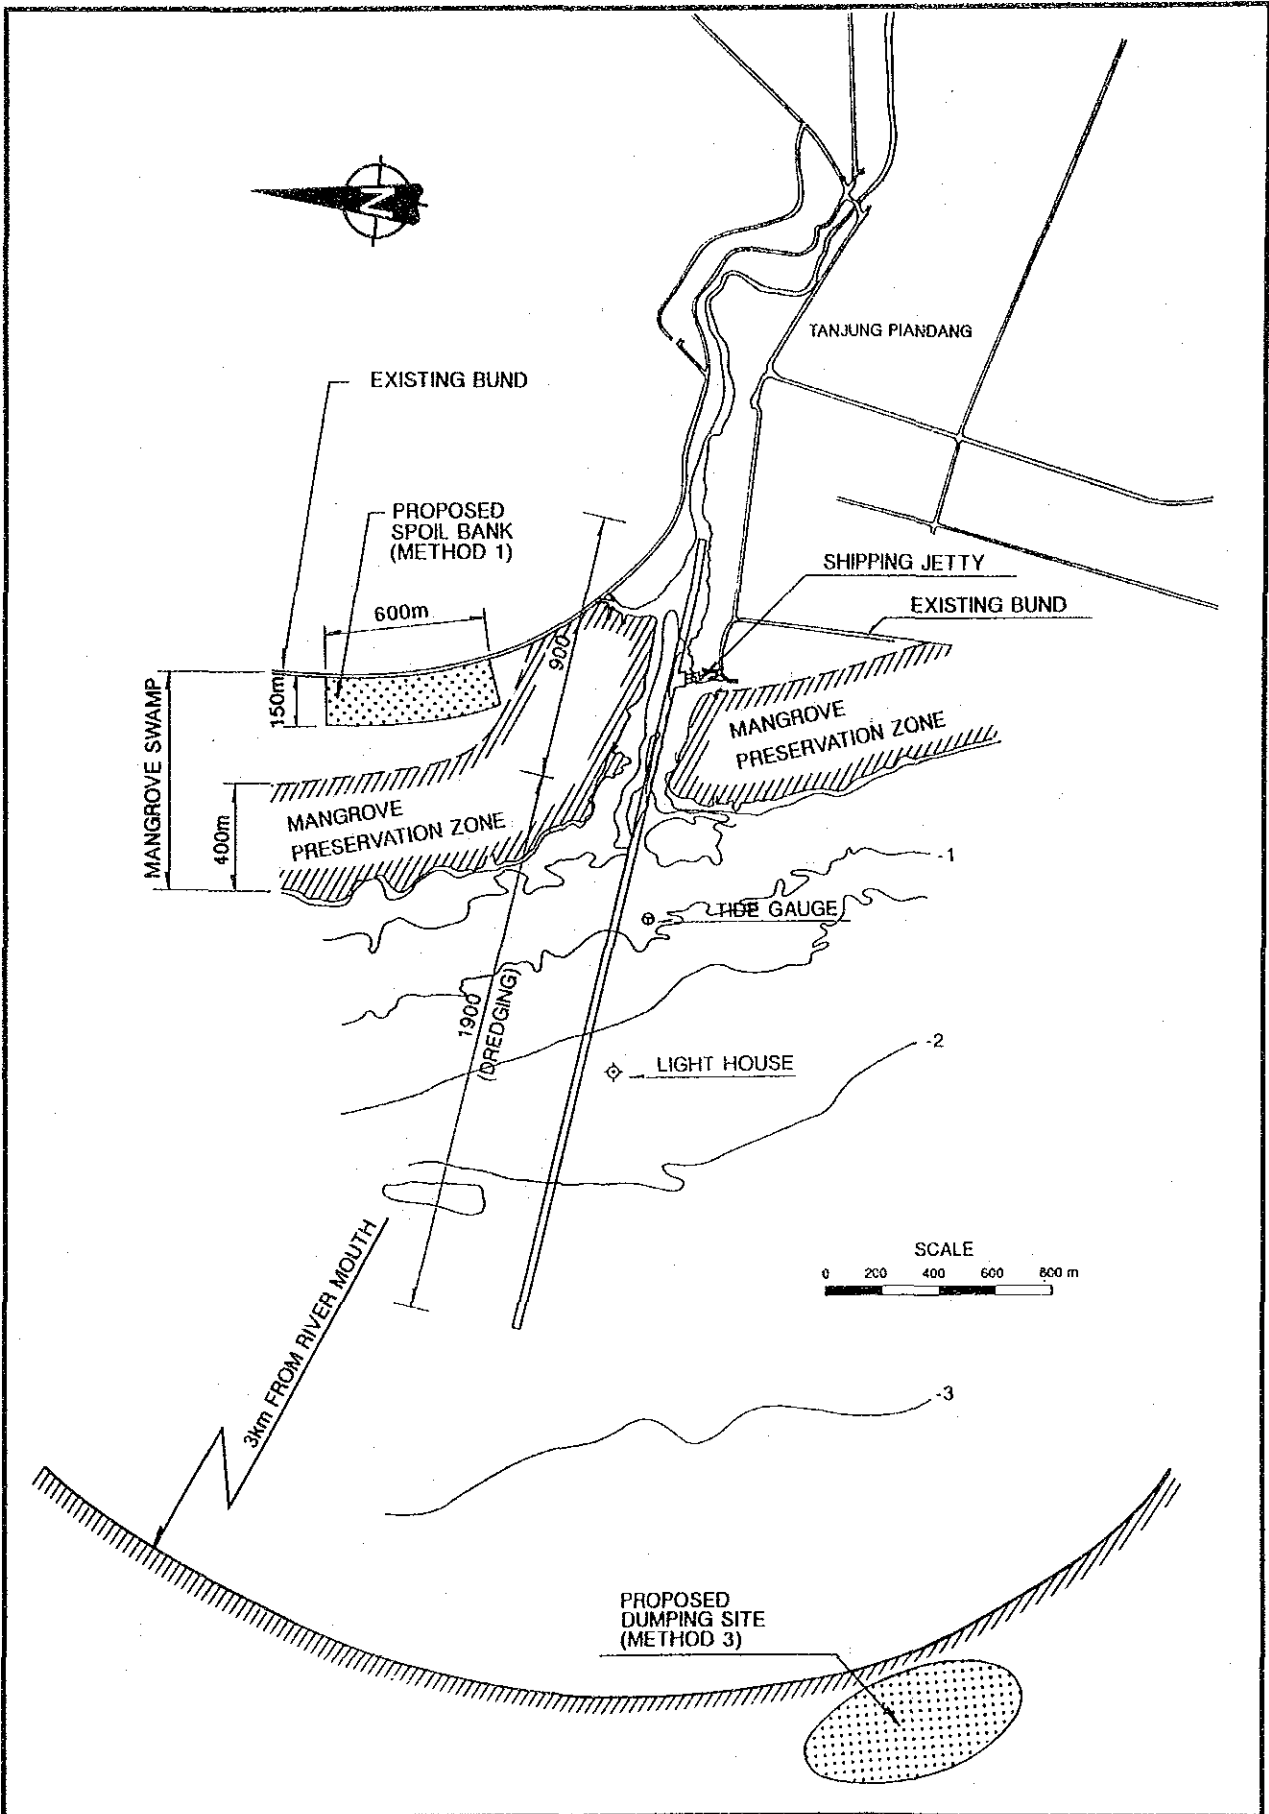 N
TANJUNG PIANDANG
EXISTING BUND
PROPOSED
SPOIL BANK
(METHOD 1)
SHIPPING JETTY
600m
EXISTING BUND
900
150m
MANGROVE SWAMP
MANGROVE
PRESERVATION ZONE
400m
MANGROVE
PRESERVATION ZONE
-1
TIDE GAUGE
1900
(DREDGING)
-2
LIGHT HOUSE
3km FROM RIVER MOUTH
SCALE
0 200 400 600 800 m
-3
PROPOSED
DUMPING SITE
(METHOD 3)